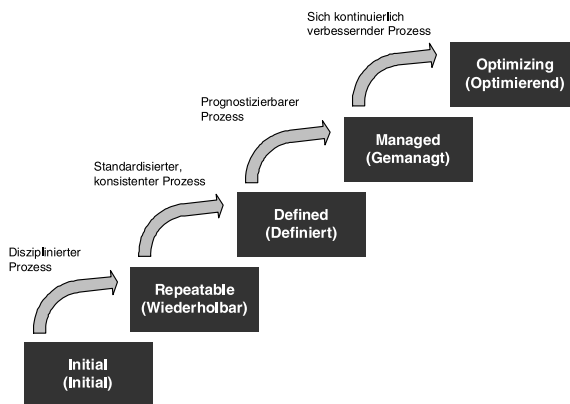 Sich kontinuierlich
verbessernder Prozess
Optimizing
(Optimierend)
Prognostizierbarer
Prozess
Managed
(Gemanagt)
Standardisierter,
konsistenter Prozess
Defined
(Definiert)
Disziplinierter
Prozess
Repeatable
(Wiederholbar)
Initial
(Initial)